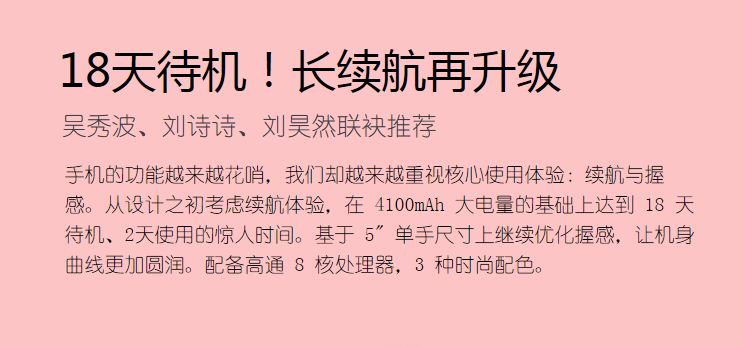 18天待机！长续航再升级
吴秀波、刘诗诗、刘昊然联袂推荐
手机的功能越来越花哨，我们却越来越重视核心使用体验：续航与握
感。从设计之初考虑续航体验，在 4100mAh 大电量的基础上达到 18 天
待机、2天使用的惊人时间。基于 5″ 单手尺寸上继续优化握感，让机身
曲线更加圆润。配备高通 8 核处理器，3 种时尚配色。